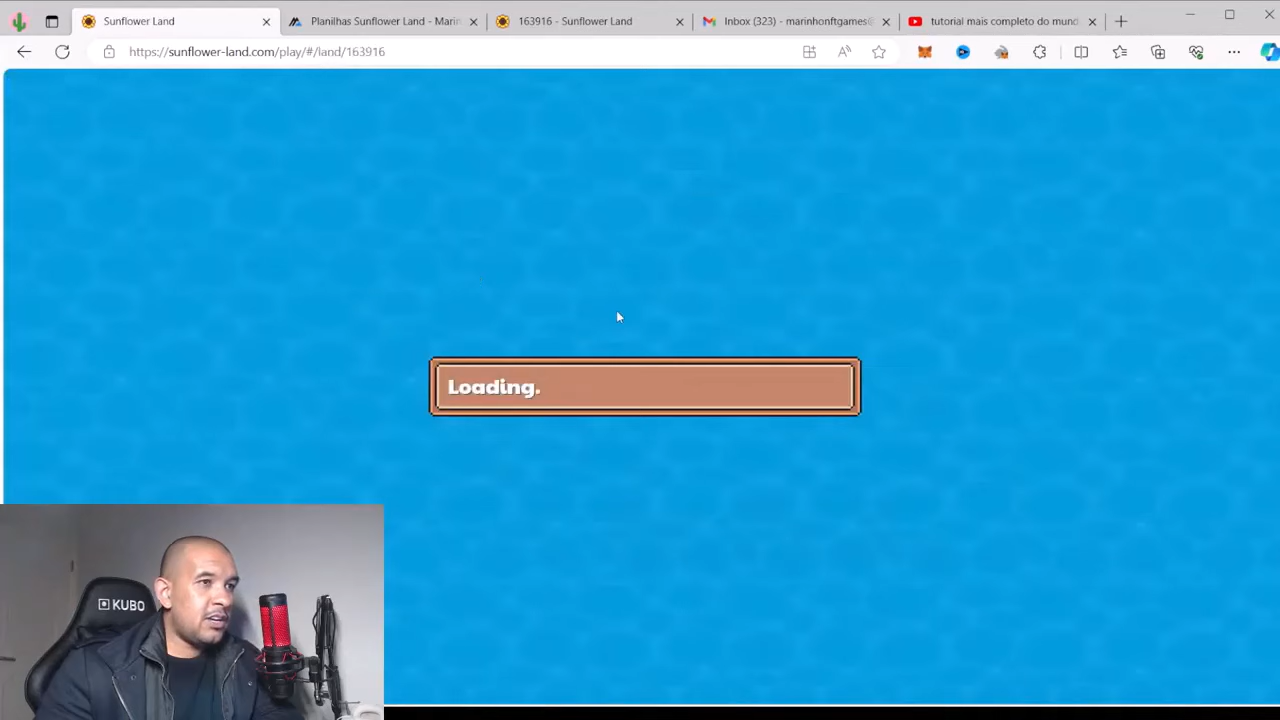 Sunflower Land
Planilhas Sunflower Land - Marin
163916 - Sunflower Land
Inbox (323) - marinhonftgames@
tutorial mais completo do mund
https://sunflower-land.com/play/#/land/163916
Loading.
KUBO